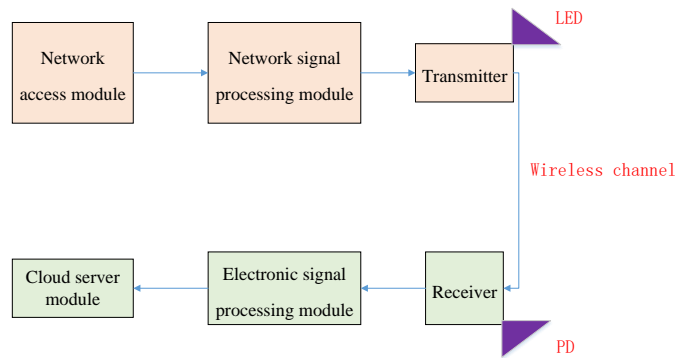 LED
Network
access module
Network signal
processing module
Transmitter
Wireless channel
Cloud server
module
Electronic signal
processing module
Receiver
PD